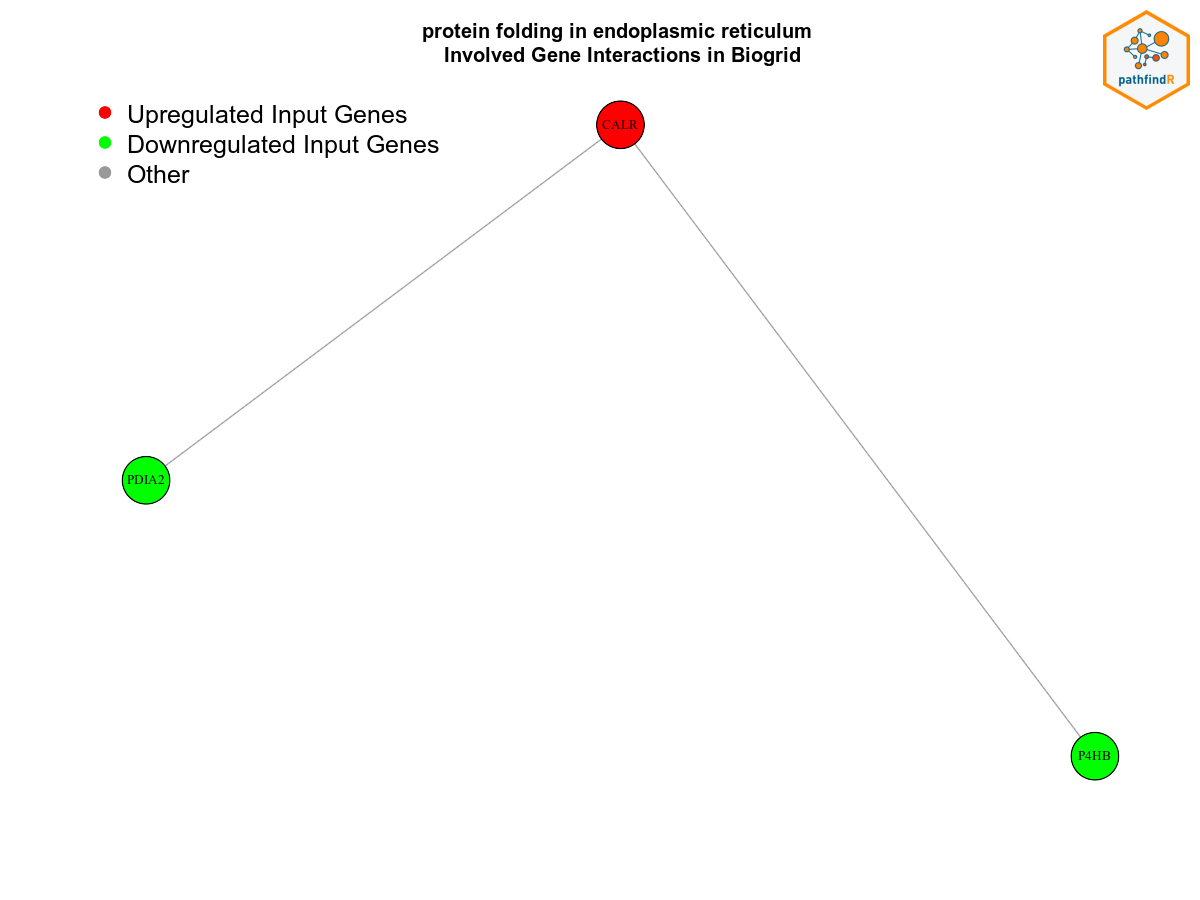 protein folding in endoplasmic reticulum
Involved Gene Interactions in Biogrid
pathfindR
Upregulated Input Genes
Downregulated Input Genes
Other
CALR
PDIA2
P4HB